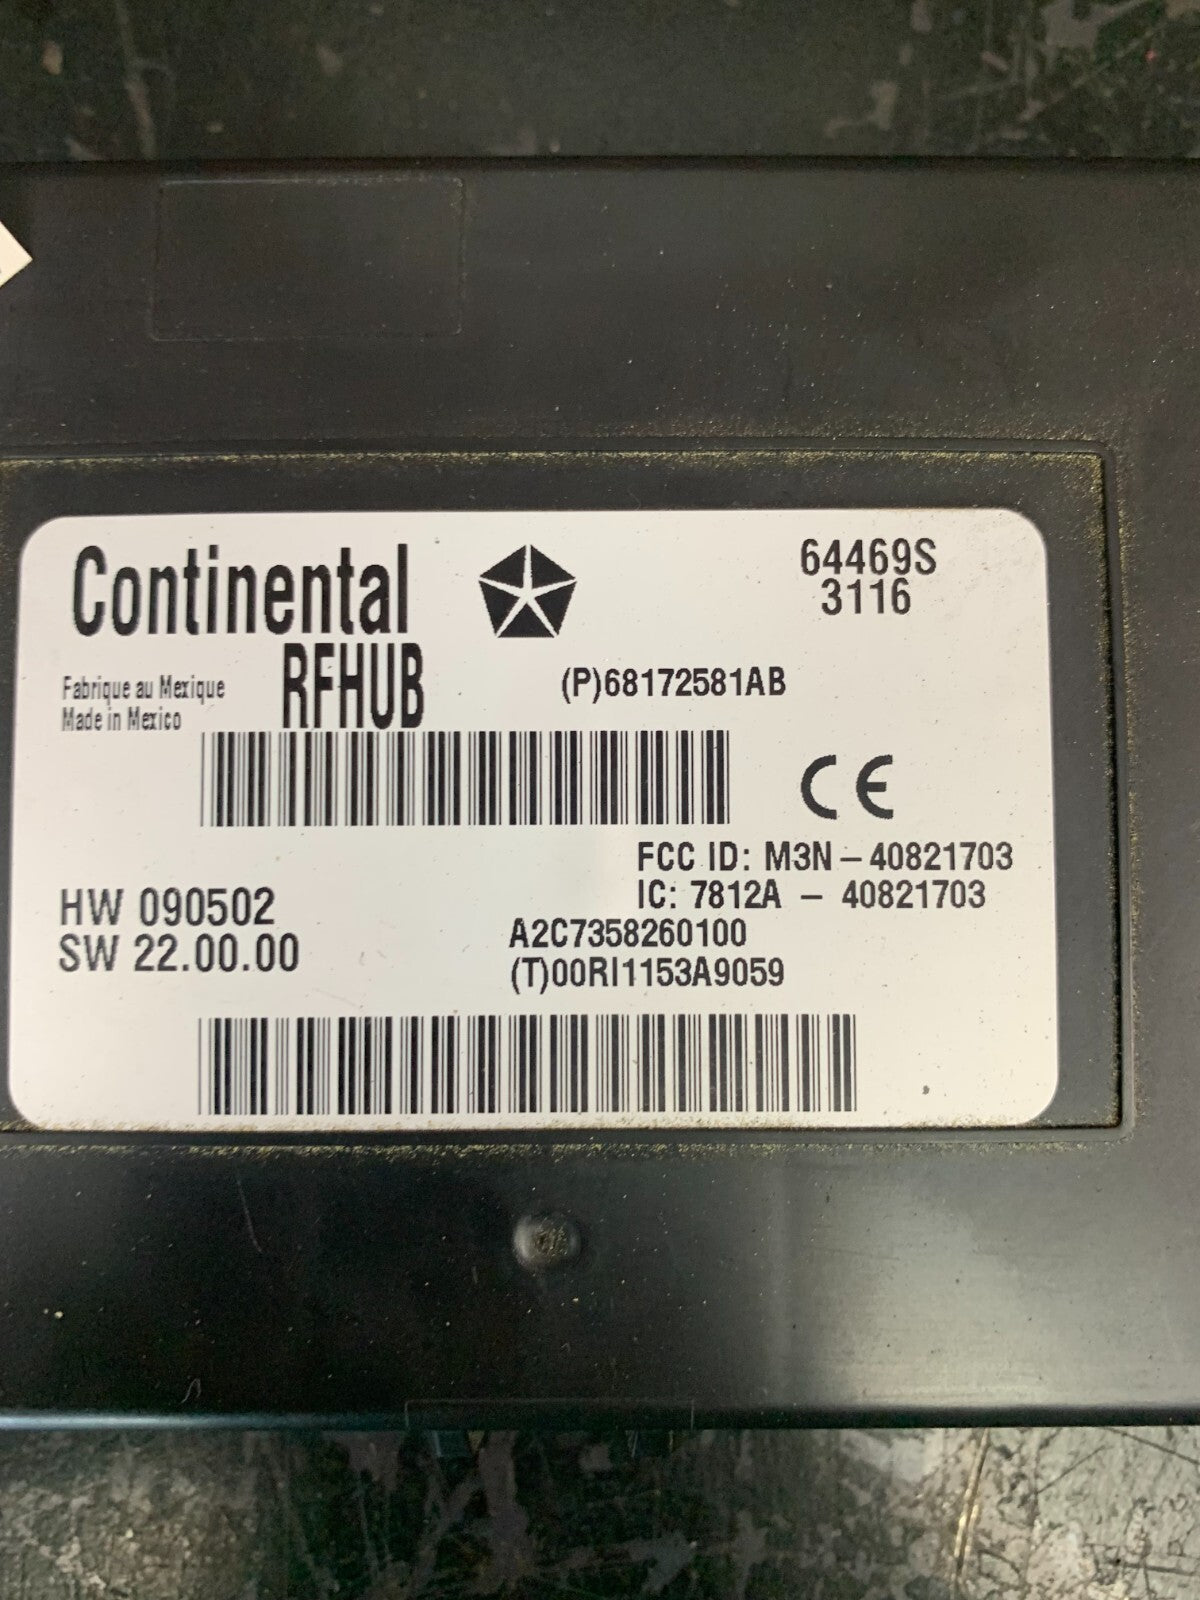 Continental
64469S
3116
Fabrique au Mexique
Made in Mexico
RFHUB
(P)68172581AB
CE
FCC ID: M3N - 40821703
IC: 7812A - 40821703
HW 090502
SW 22.00.00
A2C7358260100
(T)00RI1153A9059